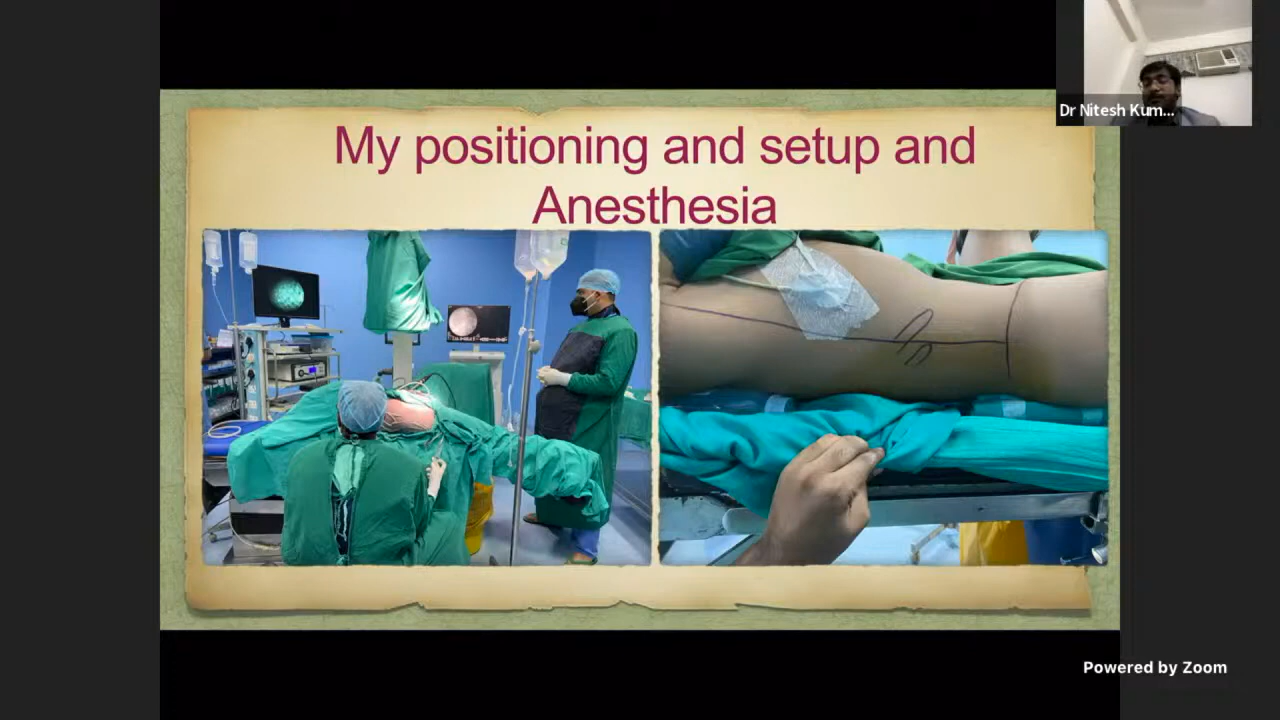 My positioning and setup and
Anesthesia
Dr Nitesh Kum...
Powered by Zoom